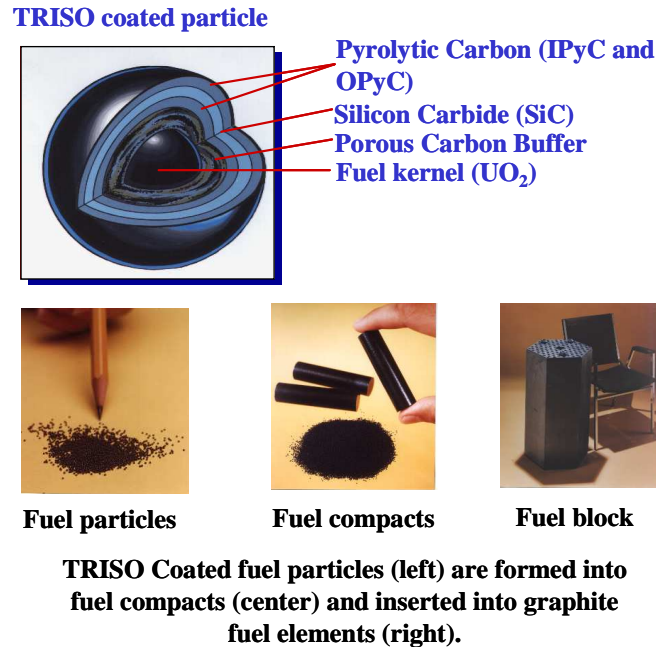 TRISO coated particle
Pyrolytic Carbon (IPyC and
OPyC)
Silicon Carbide (SiC)
Porous Carbon Buffer
Fuel kernel (UO₂)
Fuel particles
Fuel compacts
Fuel block
TRISO Coated fuel particles (left) are formed into
fuel compacts (center) and inserted into graphite
fuel elements (right).